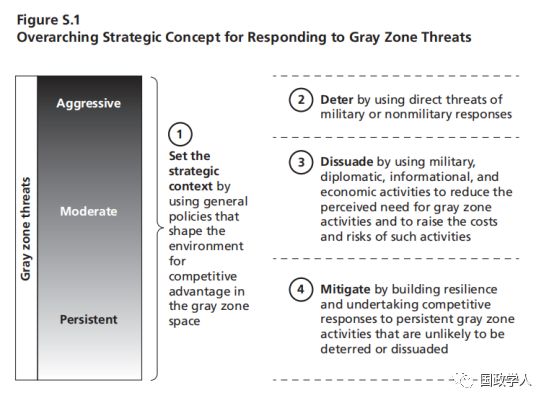 Figure S.1
Overarching Strategic Concept for Responding to Gray Zone Threats
Gray zone threats
Aggressive
Moderate
Persistent
1
Set the
strategic
context by
using general
policies that
shape the
environment
for
competitive
advantage in
the gray zone
space
2 Deter by using direct threats of
military or nonmilitary responses
3 Dissuade by using military,
diplomatic, informational, and
economic activities to reduce the
perceived need for gray zone
activities and to raise the costs
and risks of such activities
4 Mitigate by building resilience
and undertaking competitive
responses to persistent gray zone
activities that are unlikely to be
deterred or dissuaded
国政学人